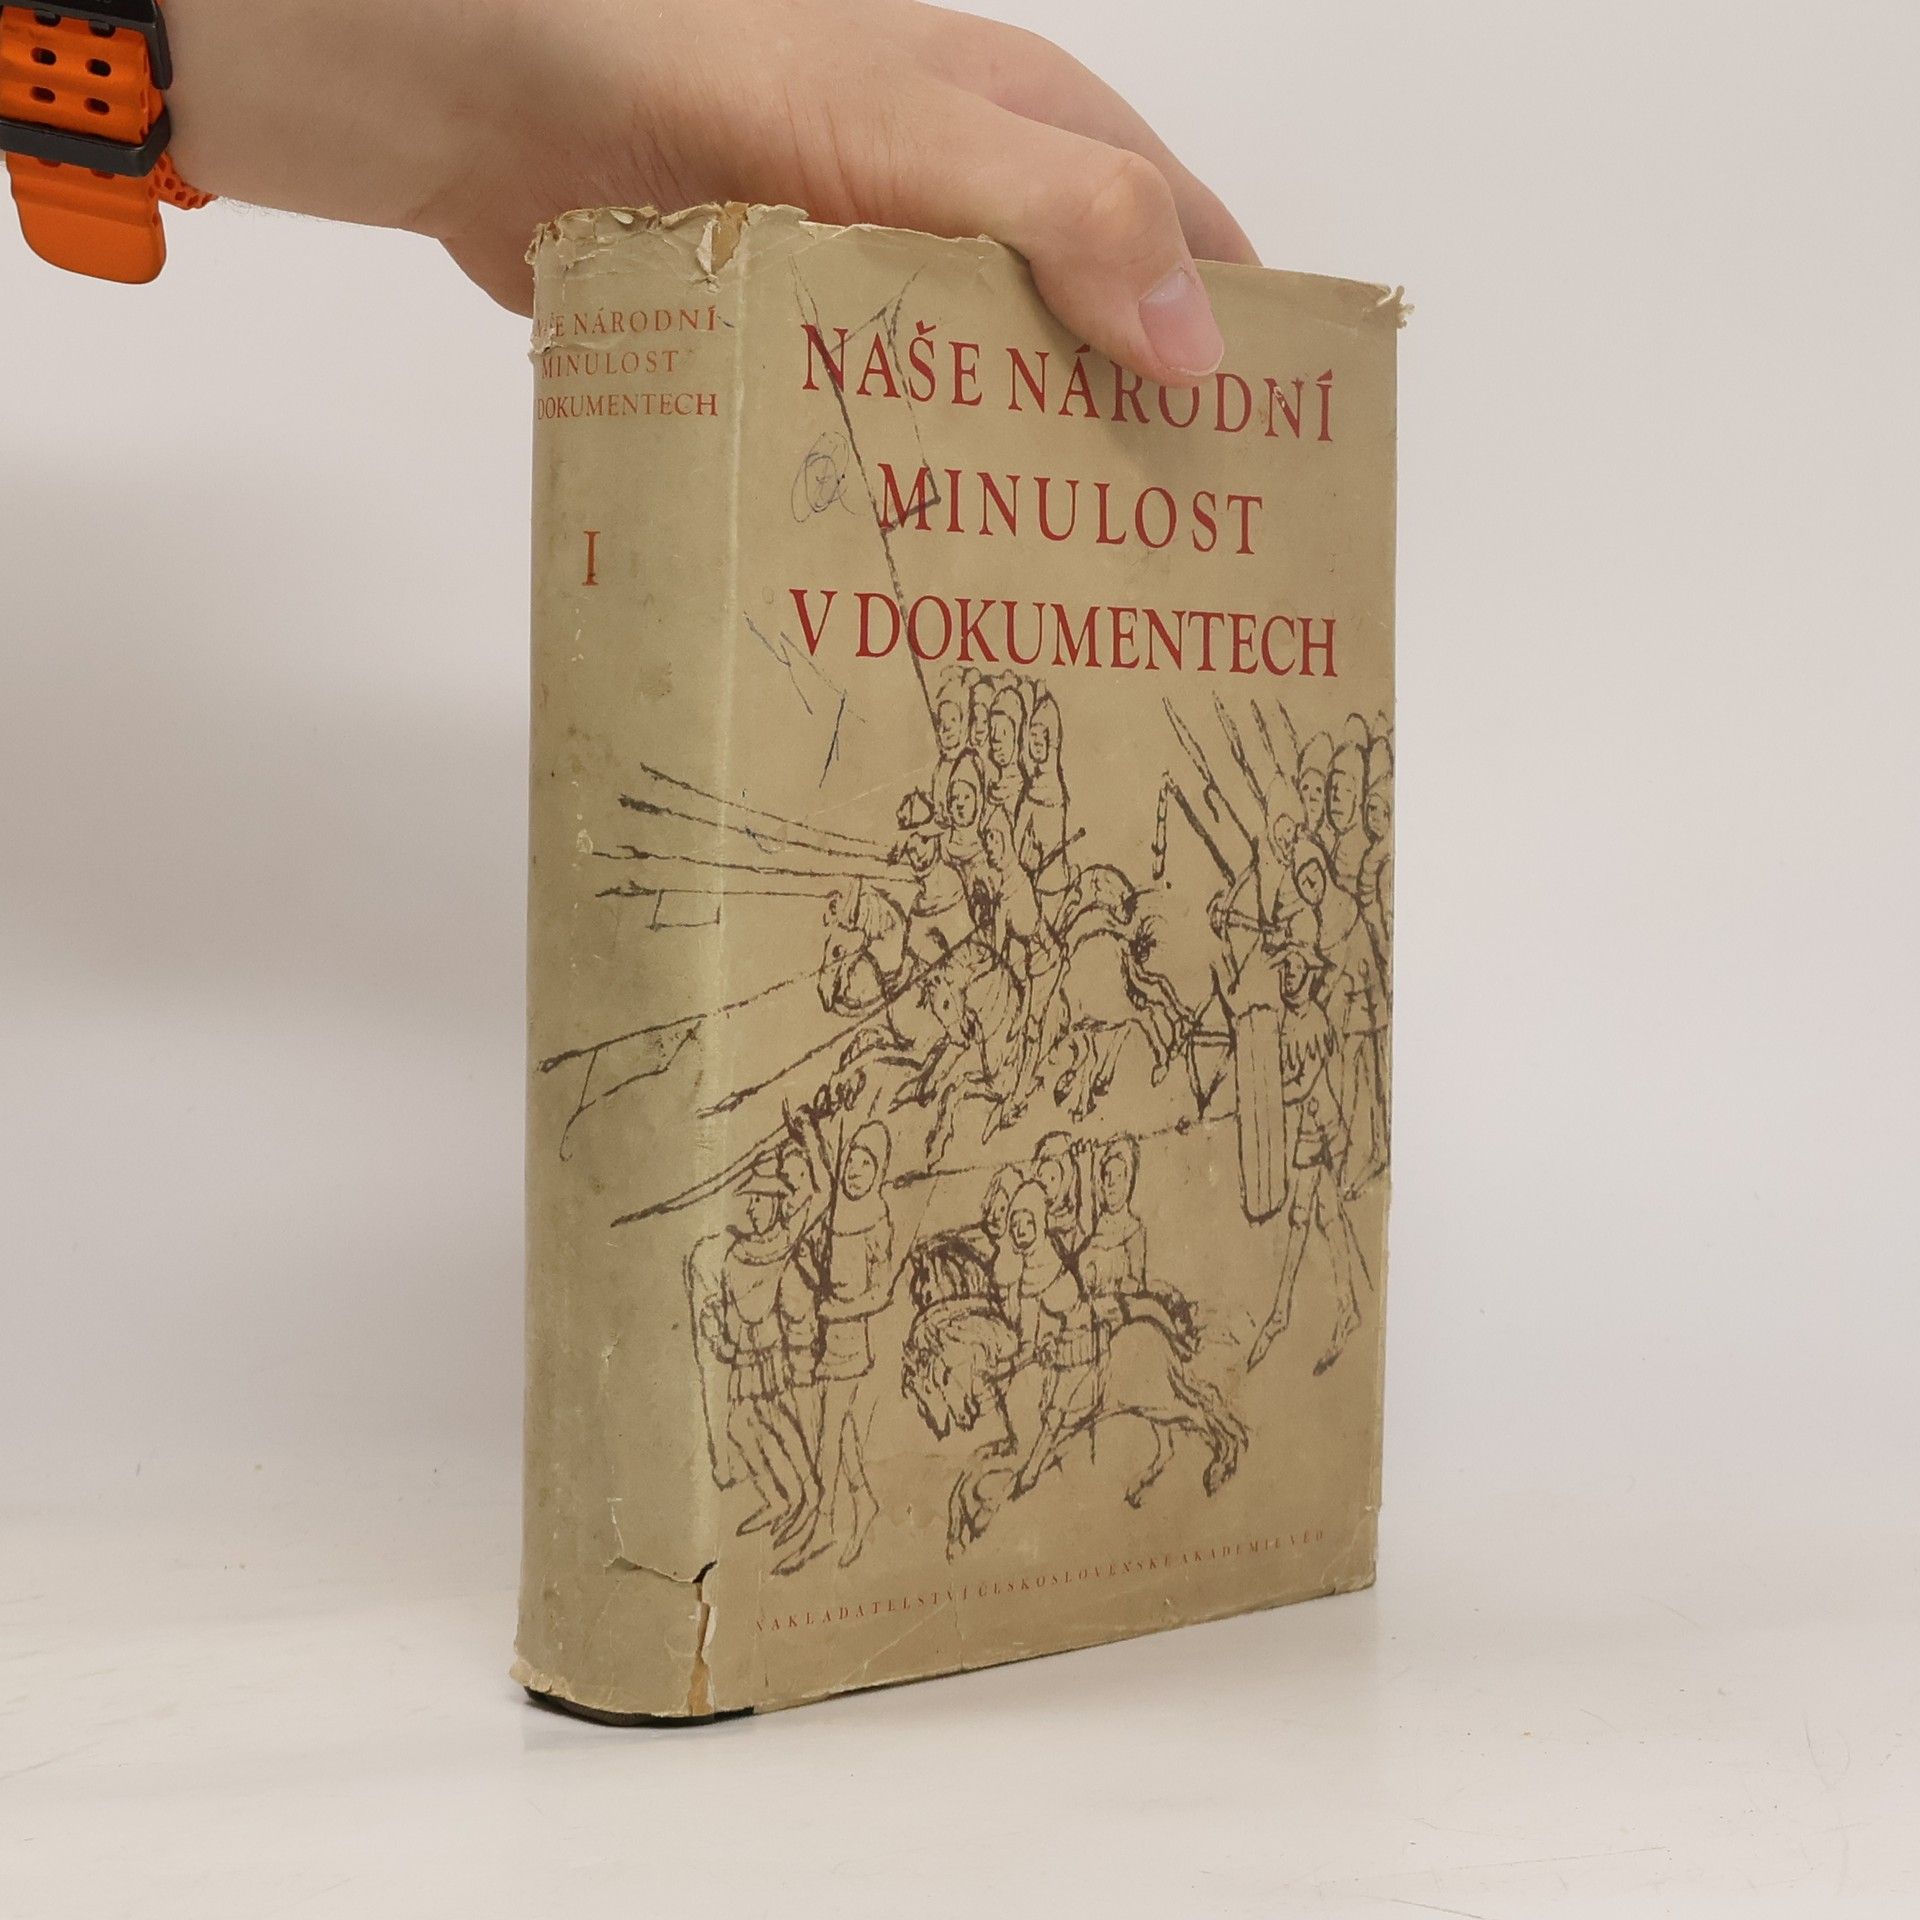 NAŠE NÁRODNÍ
MINULOST
DOKUMENTECH
I
NAŠE NÁRODNÍ
MINULOST
V DOKUMENTECH
NAKLADATELSTVÍ ČESKOSLOVENSKÉ AKADEMIE VĚD